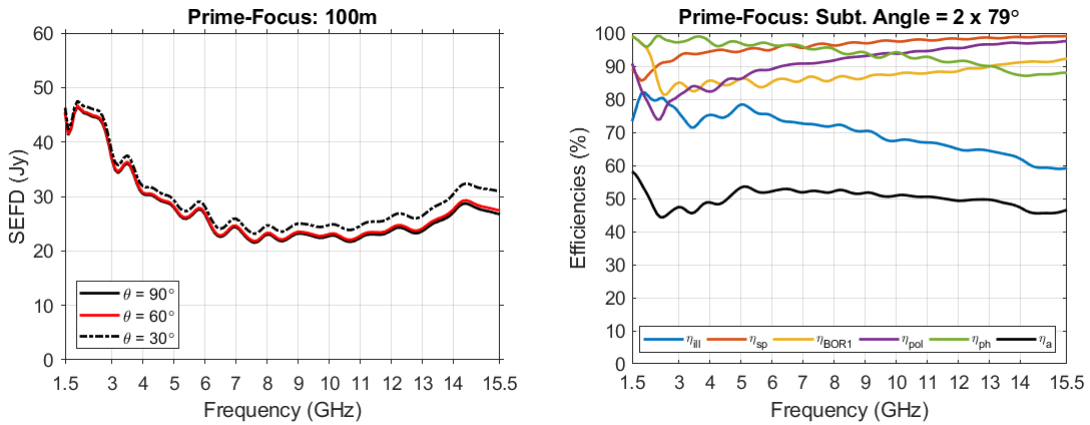 Prime-Focus: 100m
60
50
40
30
20
10
0
SEFD (Jy)
θ = 90°
θ = 60°
θ = 30°
1.5 3 4 5 6 7 8 9 10 11 12 13 14 15.5
Frequency (GHz)
Prime-Focus: Subt. Angle = 2 x 79°
100
90
80
70
60
50
40
30
20
10
0
Efficiencies (%)
η_ill η_sp η_BOR1 η_pol η_ph η_a
1.5 3 4 5 6 7 8 9 10 11 12 13 14 15.5
Frequency (GHz)